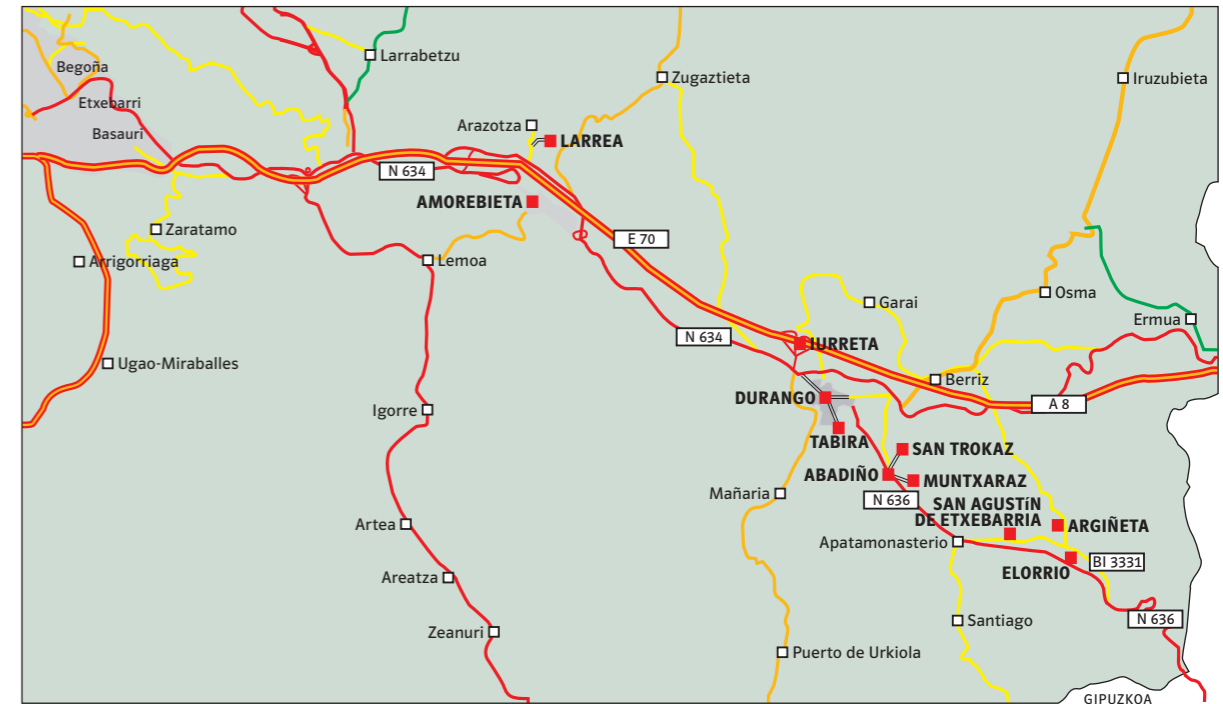 Begoña
Larrabetzu
Zugaztieta
Iruzubieta
Etxebarri
Basauri
Arazotza
LARREA
N 634
AMOREBIETA
Zaratamo
E 70
Arrigorriaga
Lemoa
Garai
Osma
Ermua
N 634
IURRETA
Ugao-Miraballes
Berriz
DURANGO
A 8
Igorre
TABIRA
SAN TROKAZ
ABADIÑO
MUNTXARAZ
Mañaria
N 636
SAN AGUSTíN
DE ETXEBARRIA
ARGIÑETA
Artea
Apatamonasterio
BI 3331
ELORRIO
Areatza
Santiago
N 636
Zeanuri
Puerto de Urkiola
GIPUZKOA